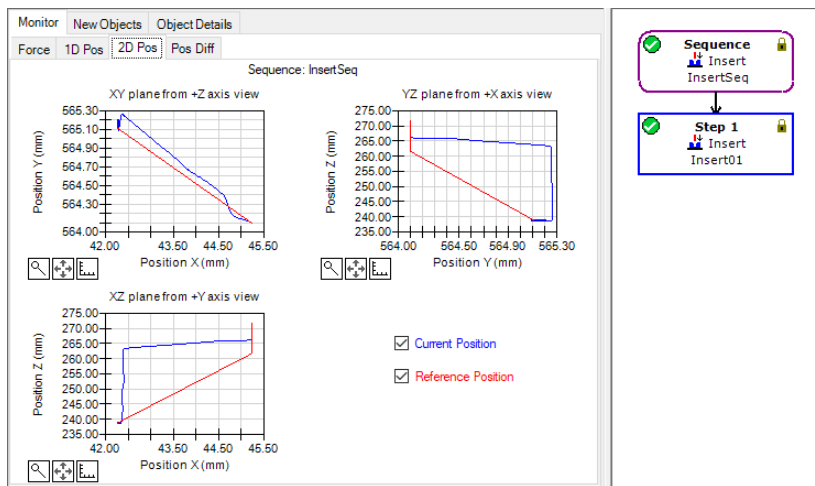 Monitor New Objects Object Details
Force 1D Pos 2D Pos Pos Diff
Sequence: InsertSeq
XY plane from +Z axis view
Position Y (mm)
565.30
565.10
564.90
564.70
564.50
564.30
564.00
42.00 43.50 44.50 45.50
Position X (mm)
YZ plane from +X axis view
Position Z (mm)
275.00
270.00
265.00
260.00
255.00
250.00
245.00
240.00
235.00
564.00 564.50 564.90 565.30
Position Y (mm)
XZ plane from +Y axis view
Position Z (mm)
275.00
270.00
265.00
260.00
255.00
250.00
245.00
240.00
235.00
42.00 43.50 44.50 45.50
Position X (mm)
Current Position
Reference Position
Sequence
Insert
InsertSeq
Step 1
Insert
Insert01